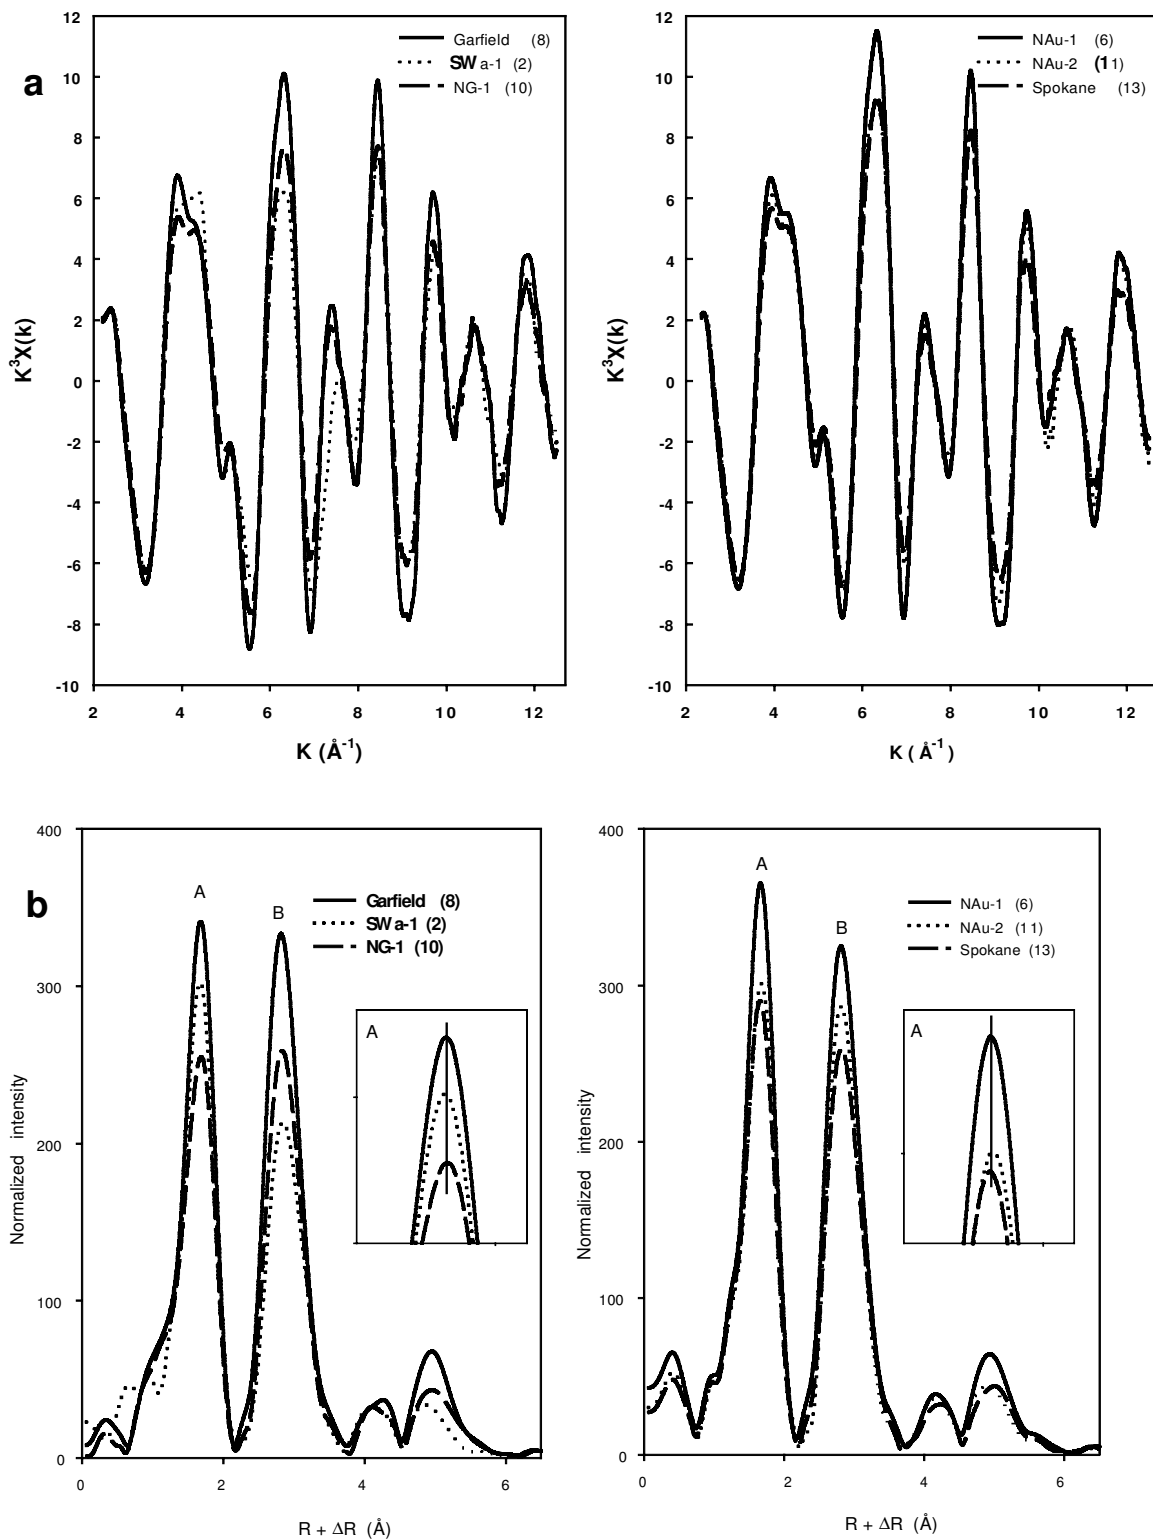 a
12
10
8
6
4
2
0
-2
-4
-6
-8
-10
K³X(k)
Garfield (8)
SWa-1 (2)
NG-1 (10)
2 4 6 8 10 12
K (Å⁻¹)
12
10
8
6
4
2
0
-2
-4
-6
-8
-10
K³X(k)
NAu-1 (6)
NAu-2 (11)
Spokane (13)
2 4 6 8 10 12
K (Å⁻¹)
b
400
300
200
100
0
Normalized intensity
A
B
Garfield (8)
SWa-1 (2)
NG-1 (10)
A
0 2 4 6
R + ΔR (Å)
400
300
200
100
0
Normalized intensity
A
B
NAu-1 (6)
NAu-2 (11)
Spokane (13)
A
0 2 4 6
R + ΔR (Å)